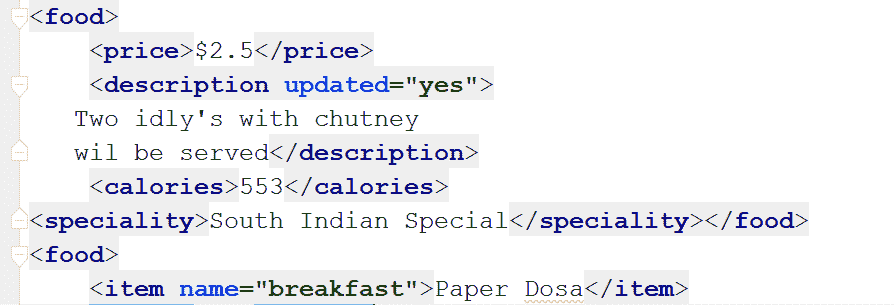 <food>
<price>$2.5</price>
<description updated="yes">
Two idly's with chutney
wil be served</description>
<calories>553</calories>
<speciality>South Indian Special</speciality></food>
<food>
<item name="breakfast">Paper Dosa</item>